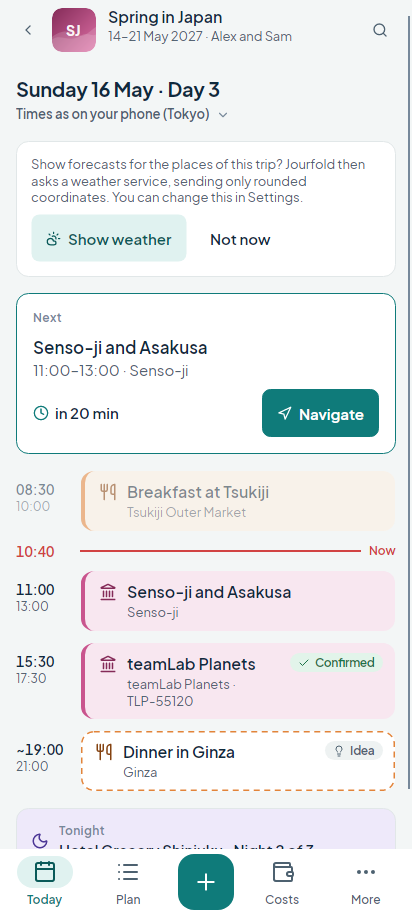 SJ
Spring in Japan
14–21 May 2027 · Alex and Sam
Sunday 16 May · Day 3
Times as on your phone (Tokyo)
Show forecasts for the places of this trip? Jourfold then
asks a weather service, sending only rounded
coordinates. You can change this in Settings.
Show weather
Not now
Next
Senso-ji and Asakusa
11:00–13:00 · Senso-ji
in 20 min
Navigate
08:30
10:00
Breakfast at Tsukiji
Tsukiji Outer Market
10:40
Now
11:00
13:00
Senso-ji and Asakusa
Senso-ji
15:30
17:30
teamLab Planets
Confirmed
teamLab Planets ·
TLP-55120
~19:00
21:00
Dinner in Ginza
Idea
Ginza
Tonight
Today
Plan
Costs
More